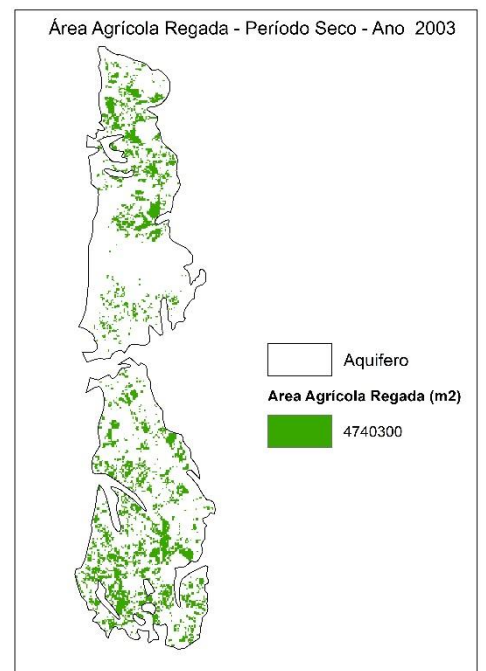 Área Agrícola Regada - Período Seco - Ano 2003
Aquifero
Area Agrícola Regada (m2)
4740300